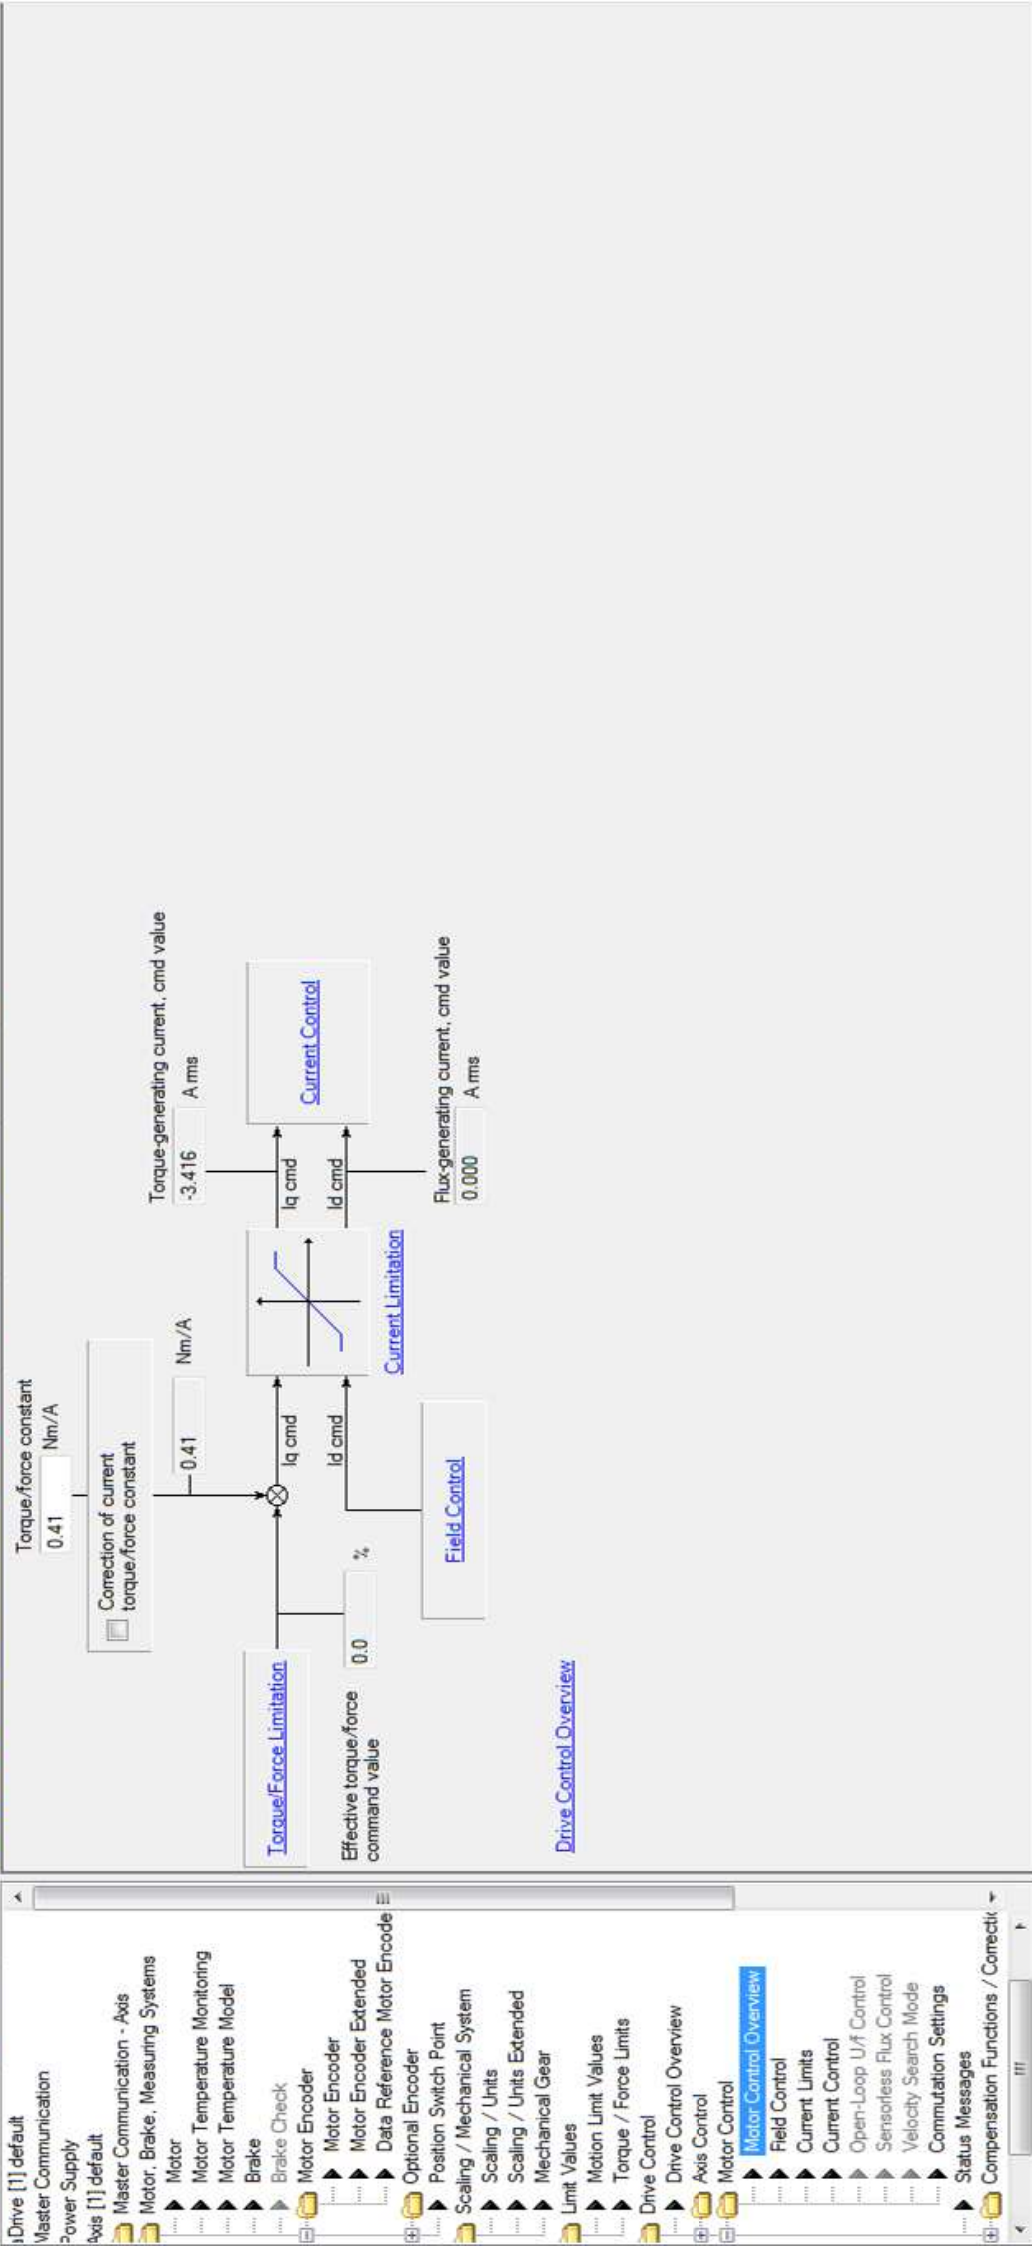 aDrive [1] default
Master Communication
Power Supply
Axis [1] default
Master Communication - Axis
Motor, Brake, Measuring Systems
Motor
Motor Temperature Monitoring
Motor Temperature Model
Brake
Brake Check
Motor Encoder
Motor Encoder
Motor Encoder Extended
Data Reference Motor Encode
Optional Encoder
Position Switch Point
Scaling / Mechanical System
Scaling / Units
Scaling / Units Extended
Mechanical Gear
Limit Values
Motion Limit Values
Torque / Force Limits
Drive Control
Drive Control Overview
Axis Control
Motor Control
Motor Control Overview
Field Control
Current Limits
Current Control
Open-Loop U/f Control
Sensorless Flux Control
Velocity Search Mode
Commutation Settings
Status Messages
Compensation Functions / Correctic
Torque/force constant
0.41 Nm/A
Correction of current
torque/force constant
0.41 Nm/A
Torque/Force Limitation
Effective torque/force
command value
0.0 %
Iq cmd
Id cmd
Field Control
Current Limitation
Torque-generating current, cmd value
-3.416 A rms
Iq cmd
Id cmd
Flux-generating current, cmd value
0.000 A rms
Current Control
Drive Control Overview